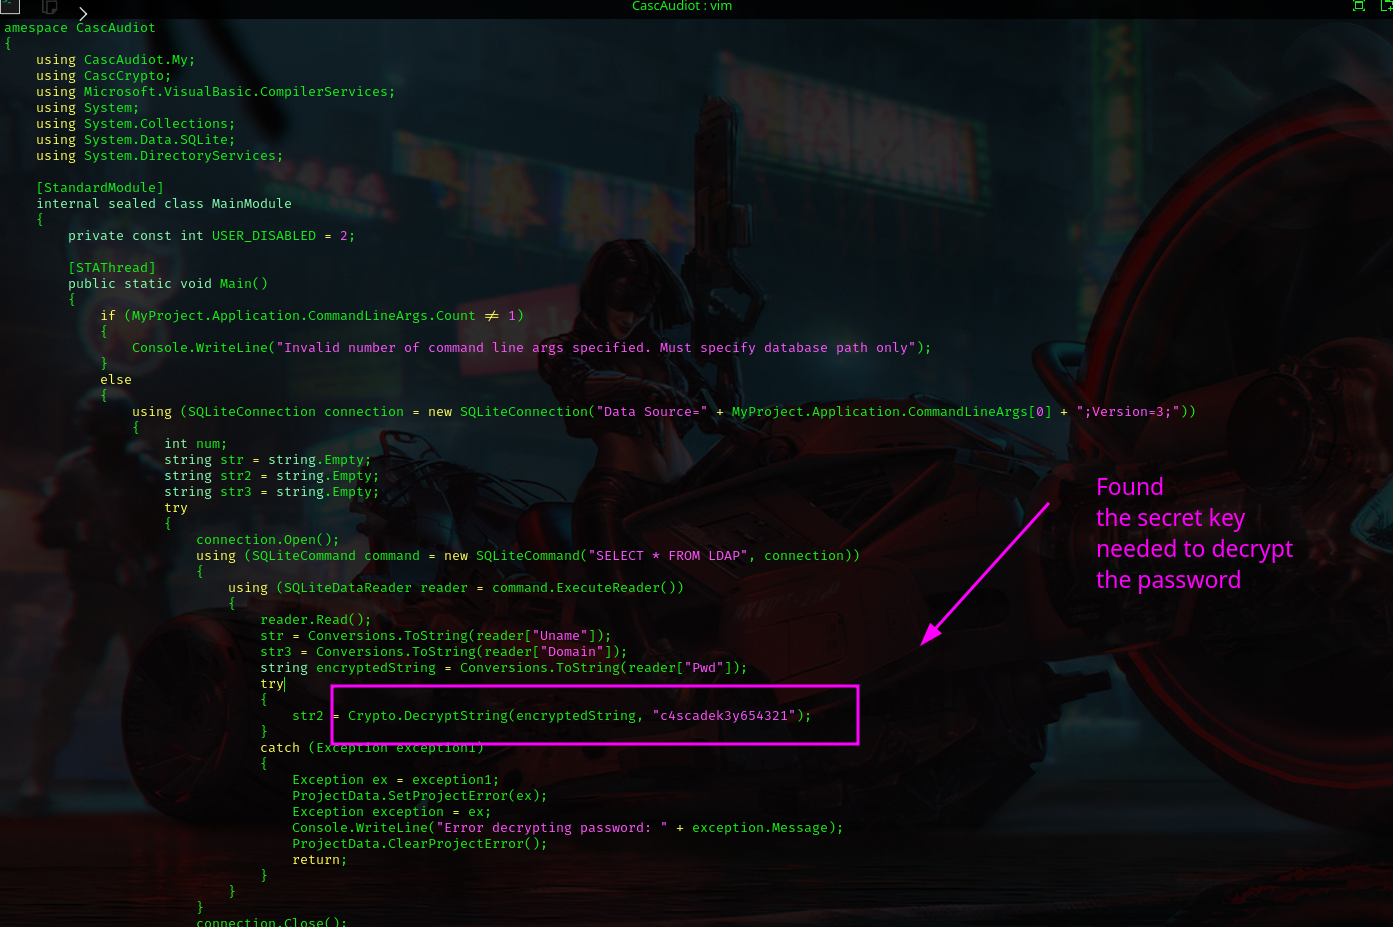 CascAudiot : vim
amespace CascAudiot
{
using CascAudiot.My;
using CascCrypto;
using Microsoft.VisualBasic.CompilerServices;
using System;
using System.Collections;
using System.Data.SQLite;
using System.DirectoryServices;
[StandardModule]
internal sealed class MainModule
{
private const int USER_DISABLED = 2;
[STAThread]
public static void Main()
{
if (MyProject.Application.CommandLineArgs.Count ≠ 1)
{
Console.WriteLine("Invalid number of command line args specified. Must specify database path only");
}
else
{
using (SQLiteConnection connection = new SQLiteConnection("Data Source=" + MyProject.Application.CommandLineArgs[0] + ";Version=3;"))
{
int num;
string str = string.Empty;
string str2 = string.Empty;
string str3 = string.Empty;
try
{
connection.Open();
using (SQLiteCommand command = new SQLiteCommand("SELECT * FROM LDAP", connection))
{
using (SQLiteDataReader reader = command.ExecuteReader())
{
reader.Read();
str = Conversions.ToString(reader["Uname"]);
str3 = Conversions.ToString(reader["Domain"]);
string encryptedString = Conversions.ToString(reader["Pwd"]);
try
{
str2 = Crypto.DecryptString(encryptedString, "c4scadek3y654321");
}
catch (Exception exception1)
{
Exception ex = exception1;
ProjectData.SetProjectError(ex);
Exception exception = ex;
Console.WriteLine("Error decrypting password: " + exception.Message);
ProjectData.ClearProjectError();
return;
}
}
}
connection.Close();
Found
the secret key
needed to decrypt
the password